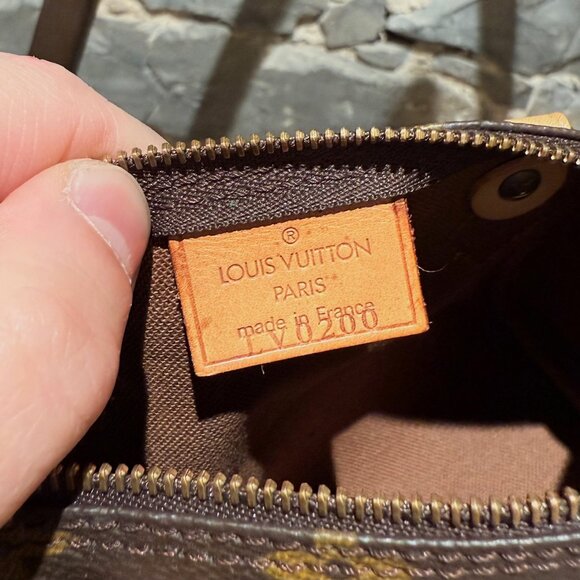 ®
LOUIS VUITTON
PARIS
made in France
LV0200